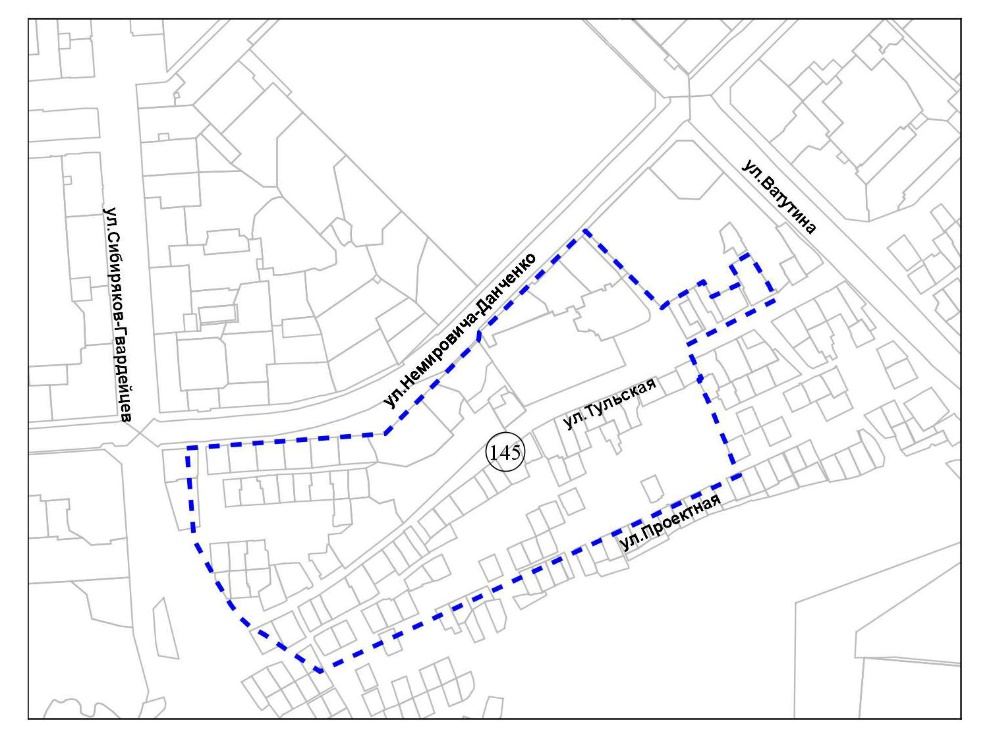 ул.Ватутина
ул.Сибиряков-Гвардейцев
ул.Немировича-Данченко
ул.Тульская
145
ул.Проектная